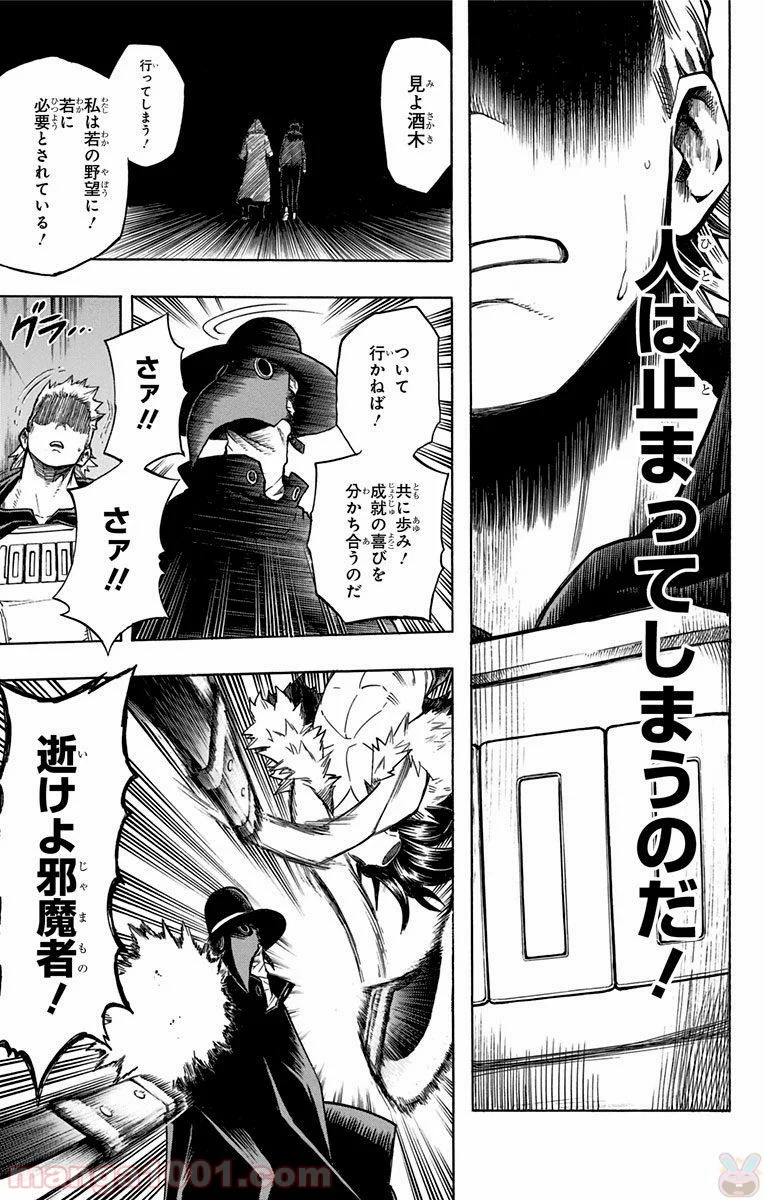 人は止まってしまうのだ!
見よ酒木
行ってしまう!
私は若の野望に!
若に
必要とされている!
ついて
行かねば!
共に歩み!
成就の喜びを
分かち合うのだ
さァ!!
さァ!!
グラ…
逝けよ邪魔者!
manga1001.com